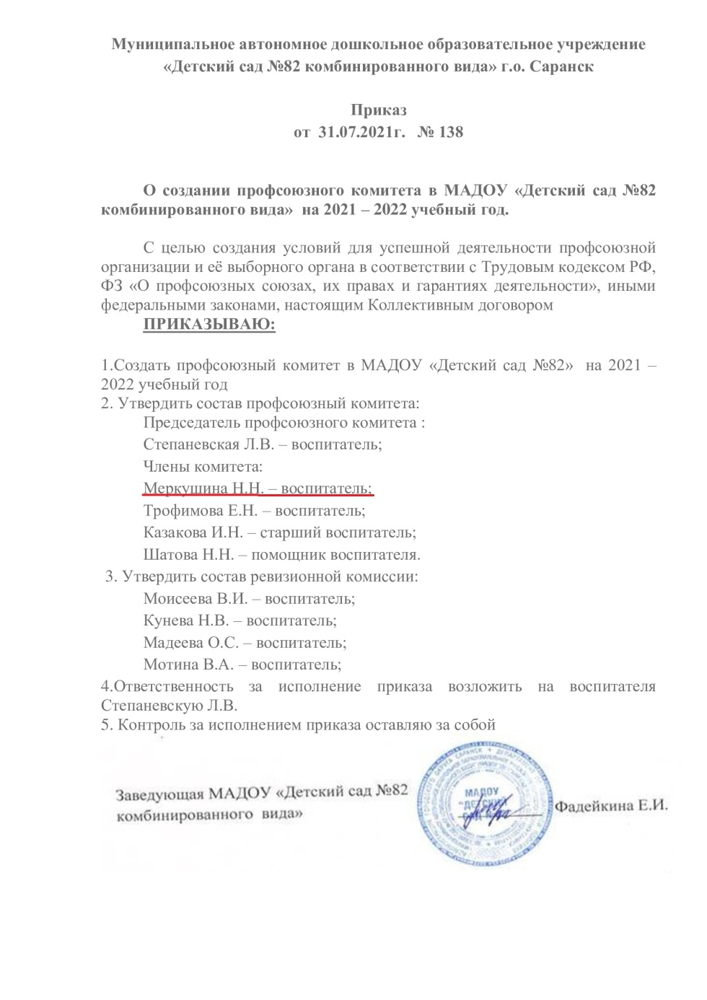 Муниципальное автономное дошкольное образовательное учреждение
«Детский сад №82 комбинированного вида» г.о. Саранск
Приказ
от 31.07.2021г. № 138
О создании профсоюзного комитета в МАДОУ «Детский сад №82
комбинированного вида» на 2021 – 2022 учебный год.
С целью создания условий для успешной деятельности профсоюзной
организации и её выборного органа в соответствии с Трудовым кодексом РФ,
ФЗ «О профсоюзных союзах, их правах и гарантиях деятельности», иными
федеральными законами, настоящим Коллективным договором
ПРИКАЗЫВАЮ:
1.Создать профсоюзный комитет в МАДОУ «Детский сад №82» на 2021 –
2022 учебный год
2. Утвердить состав профсоюзный комитета:
Председатель профсоюзного комитета :
Степаневская Л.В. – воспитатель;
Члены комитета:
Меркушина Н.Н. – воспитатель;
Трофимова Е.Н. – воспитатель;
Казакова И.Н. – старший воспитатель;
Шатова Н.Н. – помощник воспитателя.
3. Утвердить состав ревизионной комиссии:
Моисеева В.И. – воспитатель;
Кунева Н.В. – воспитатель;
Мадеева О.С. – воспитатель;
Мотина В.А. – воспитатель;
4.Ответственность за исполнение приказа возложить на воспитателя
Степаневскую Л.В.
5. Контроль за исполнением приказа оставляю за собой
Заведующая МАДОУ «Детский сад №82
комбинированного вида»
МАДОУ
"ДЕТСКИЙ
Фадейкина Е.И.